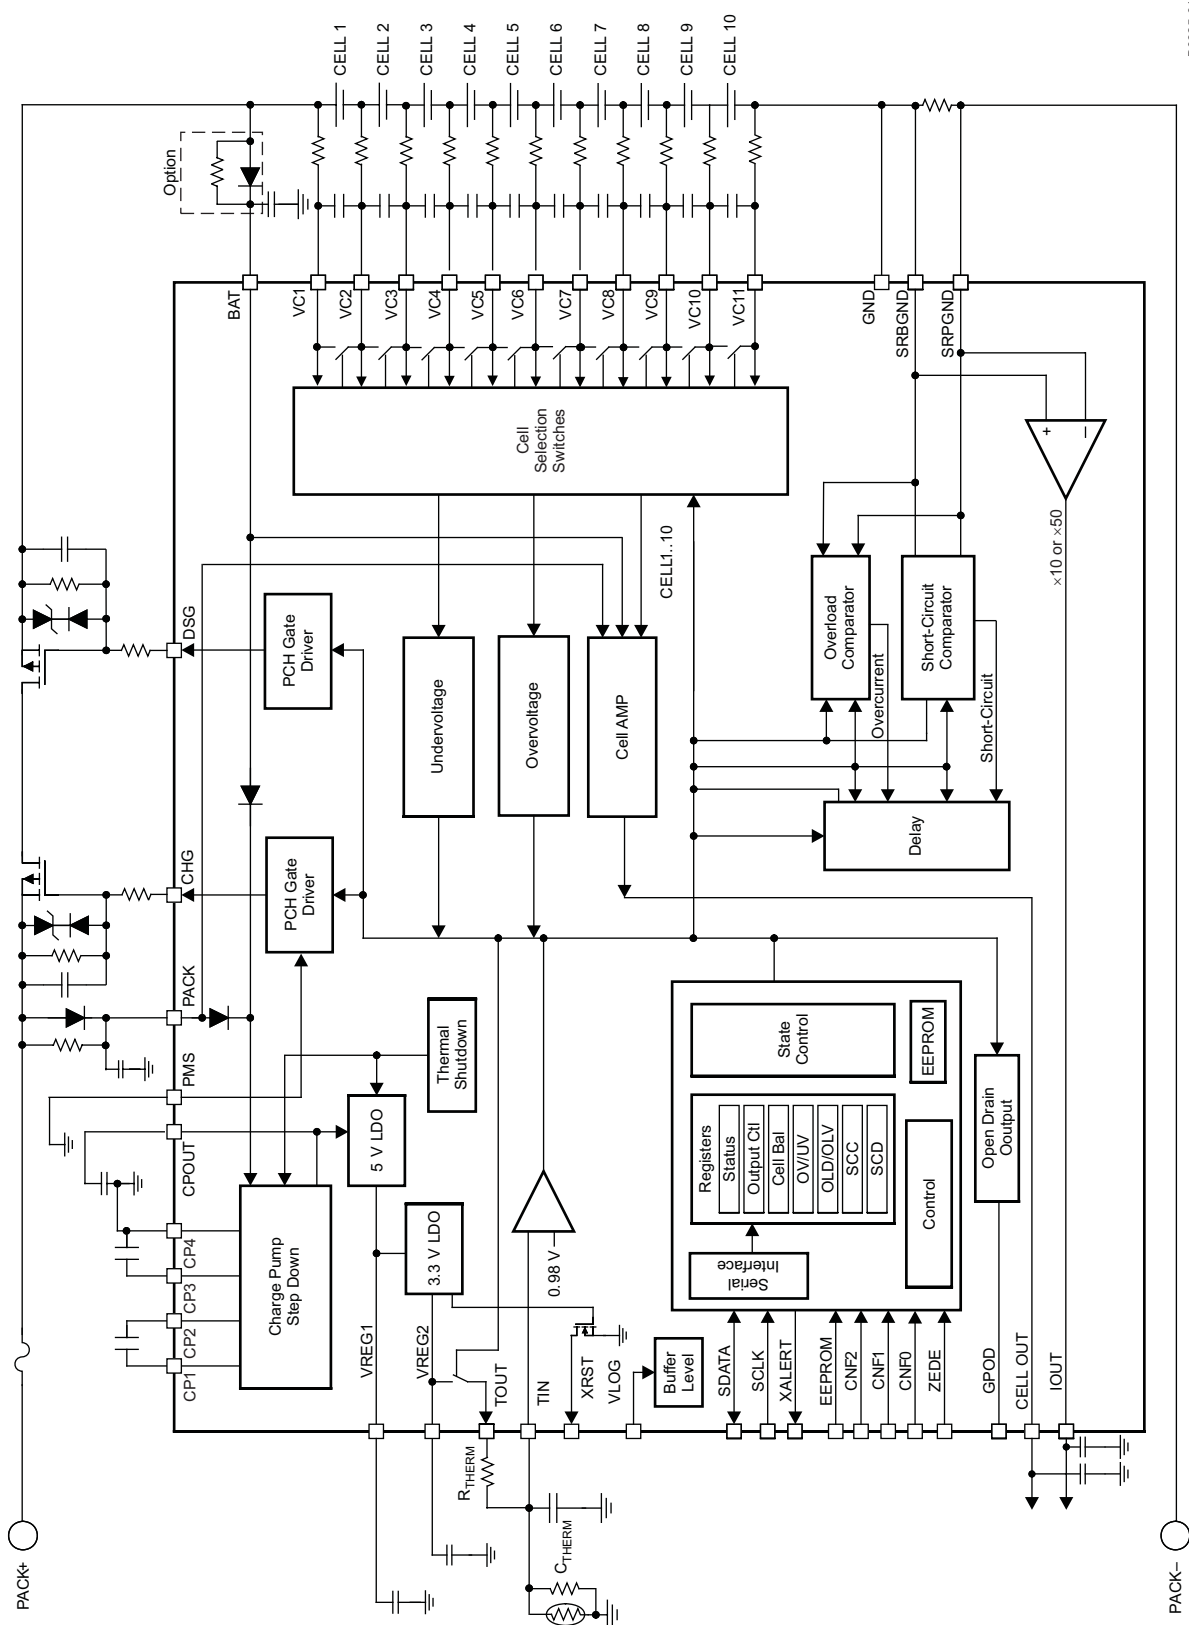 PACK+
PACK–
Option
CELL 1
CELL 2
CELL 3
CELL 4
CELL 5
CELL 6
CELL 7
CELL 8
CELL 9
CELL 10
CP1
CP2
CP3
CP4
CPOUT
PMS
PACK
CHG
DSG
BAT
VC1
VC2
VC3
VC4
VC5
VC6
VC7
VC8
VC9
VC10
VC11
GND
SRBGND
SRPGND
Charge Pump
Step Down
5 V LDO
3.3 V LDO
Thermal
Shutdown
PCH Gate
Driver
PCH Gate
Driver
Undervoltage
Overvoltage
Cell AMP
Cell
Selection
Switches
CELL1..10
Overload
Comparator
Short-Circuit
Comparator
Overcurrent
Short-Circuit
Delay
+
–
×10 or ×50
0.98 V
Serial
Interface
Registers
Status
Output Ctl
Cell Bal
OV/UV
OLD/OLV
SCC
SCD
State
Control
EEPROM
Control
Open Drain
Ooutput
Buffer
Level
VREG1
VREG2
TOUT
TIN
XRST
VLOG
SDATA
SCLK
XALERT
EEPROM
CNF2
CNF1
CNF0
ZEDE
GPOD
CELL OUT
IOUT
RTHERM
CTHERM